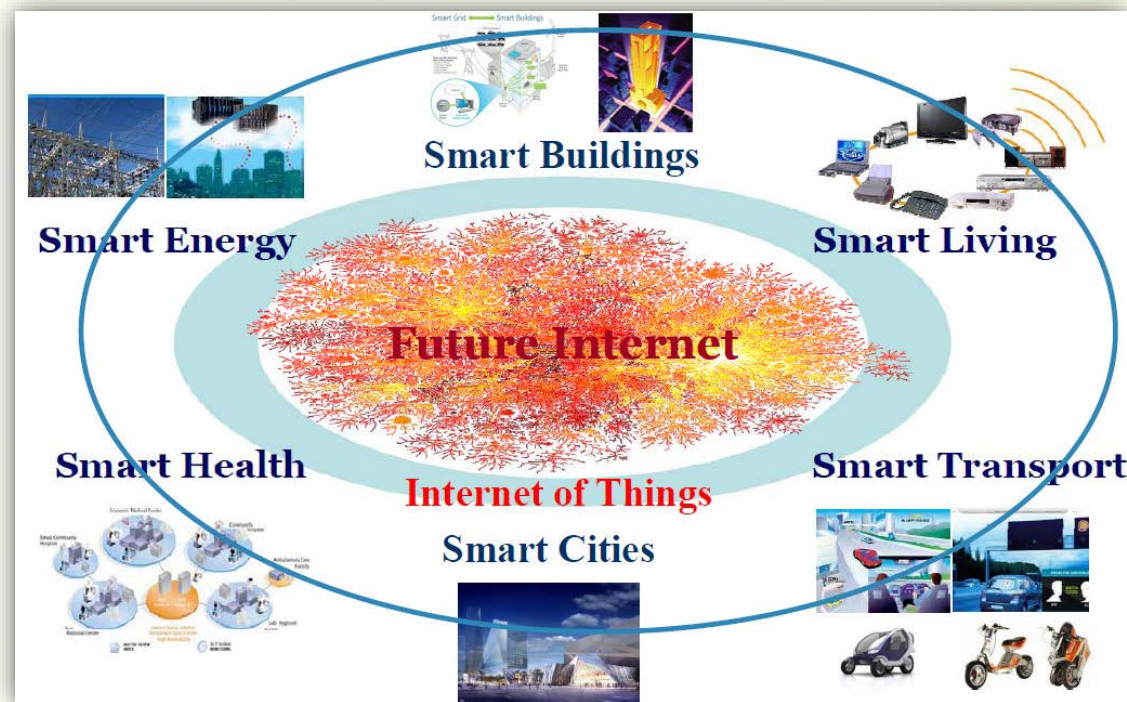 Smart Grid Smart Buildings
Smart Buildings
Smart Energy
Smart Living
Future Internet
Smart Health
Smart Transport
Internet of Things
Smart Cities
Community